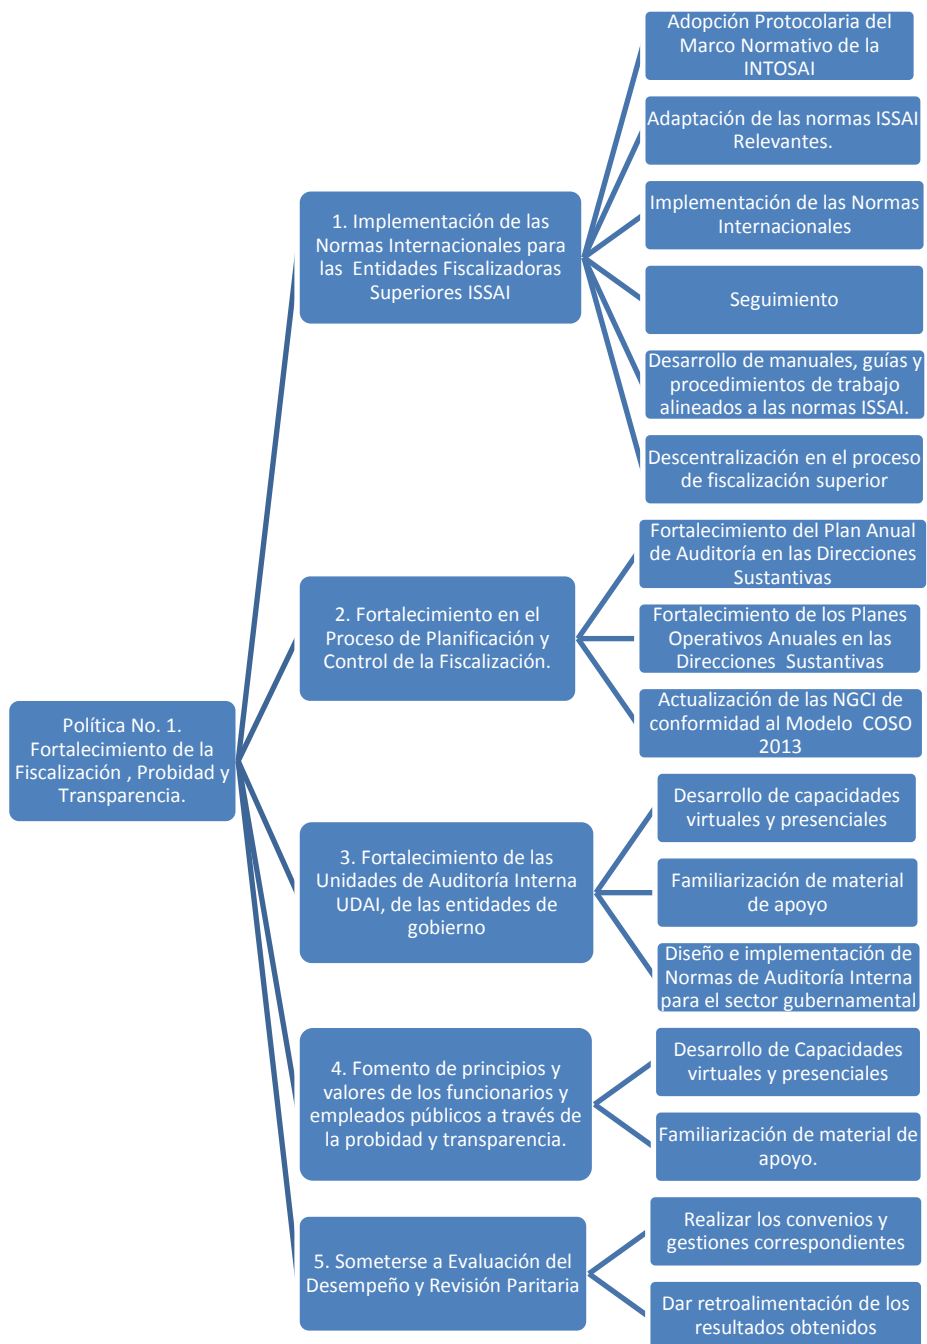 Política No. 1.
Fortalecimiento de la
Fiscalización , Probidad y
Transparencia.
1. Implementación de las
Normas Internacionales para
las Entidades Fiscalizadoras
Superiores ISSAI
Adopción Protocolaria del
Marco Normativo de la
INTOSAI
Adaptación de las normas ISSAI
Relevantes.
Implementación de las Normas
Internacionales
Seguimiento
Desarrollo de manuales, guías y
procedimientos de trabajo
alineados a las normas ISSAI.
Descentralización en el proceso
de fiscalización superior
2. Fortalecimiento en el
Proceso de Planificación y
Control de la Fiscalización.
Fortalecimiento del Plan Anual
de Auditoría en las Direcciones
Sustantivas
Fortalecimiento de los Planes
Operativos Anuales en las
Direcciones Sustantivas
Actualización de las NGCI de
conformidad al Modelo COSO
2013
3. Fortalecimiento de las
Unidades de Auditoría Interna
UDAI, de las entidades de
gobierno
Desarrollo de capacidades
virtuales y presenciales
Familiarización de material
de apoyo
Diseño e implementación de
Normas de Auditoría Interna
para el sector gubernamental
4. Fomento de principios y
valores de los funcionarios y
empleados públicos a través de
la probidad y transparencia.
Desarrollo de Capacidades
virtuales y presenciales
Familiarización de material de
apoyo.
5. Someterse a Evaluación del
Desempeño y Revisión Paritaria
Realizar los convenios y
gestiones correspondientes
Dar retroalimentación de los
resultados obtenidos